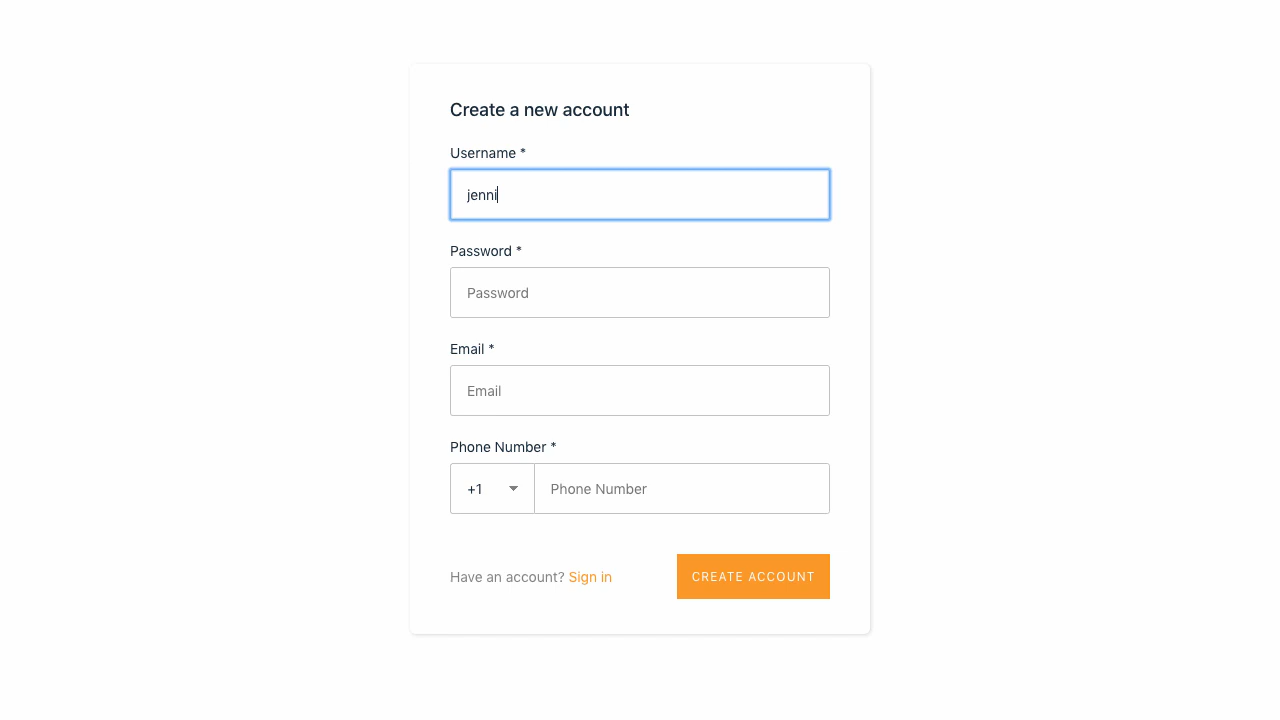 Create a new account
Username *
jenni
Password *
Password
Email *
Email
Phone Number *
+1 Phone Number
Have an account? Sign in CREATE ACCOUNT